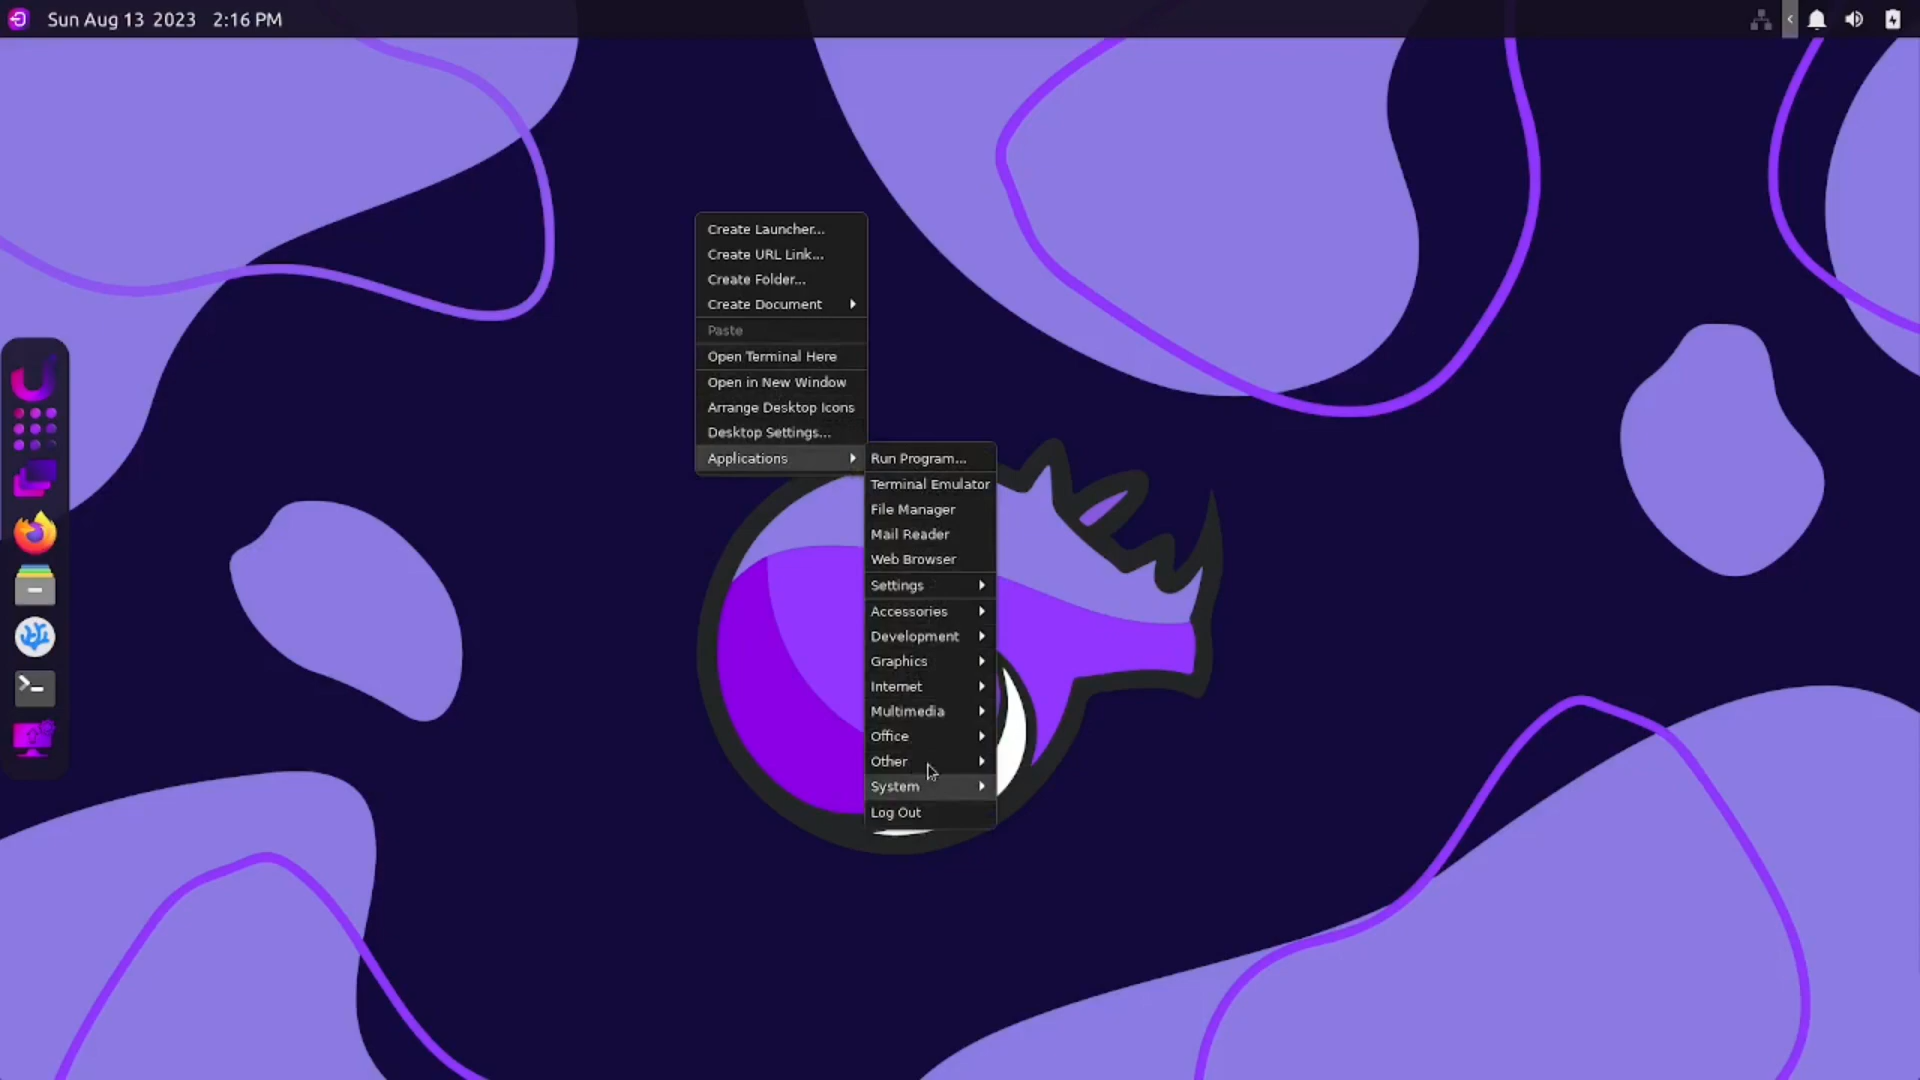 Sun Aug 13 2023 2:16 PM
Create Launcher...
Create URL Link...
Create Folder...
Create Document
Paste
Open Terminal Here
Open in New Window
Arrange Desktop Icons
Desktop Settings...
Applications
Run Program...
Terminal Emulator
File Manager
Mail Reader
Web Browser
Settings
Accessories
Development
Graphics
Internet
Multimedia
Office
Other
System
Log Out